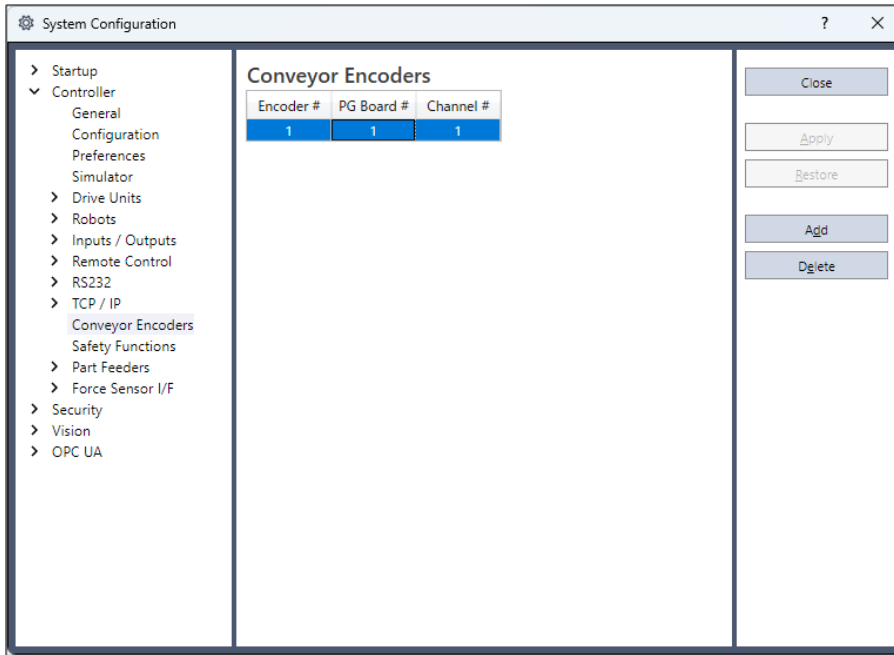 System Configuration
?
Startup
Controller
General
Configuration
Preferences
Simulator
Drive Units
Robots
Inputs / Outputs
Remote Control
RS232
TCP / IP
Conveyor Encoders
Safety Functions
Part Feeders
Force Sensor I/F
Security
Vision
OPC UA
Conveyor Encoders
Encoder # PG Board # Channel #
1 1 1
Close
Apply
Restore
Add
Delete